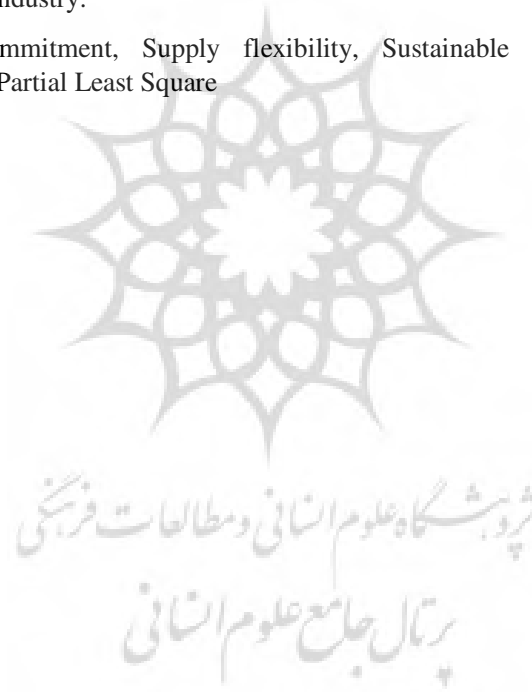 ndustry.
mmitment, Supply flexibility, Sustainable
Partial Least Square
پژوهشگاه علوم انسانی و مطالعات فرهنگی
پرتال جامع علوم انسانی